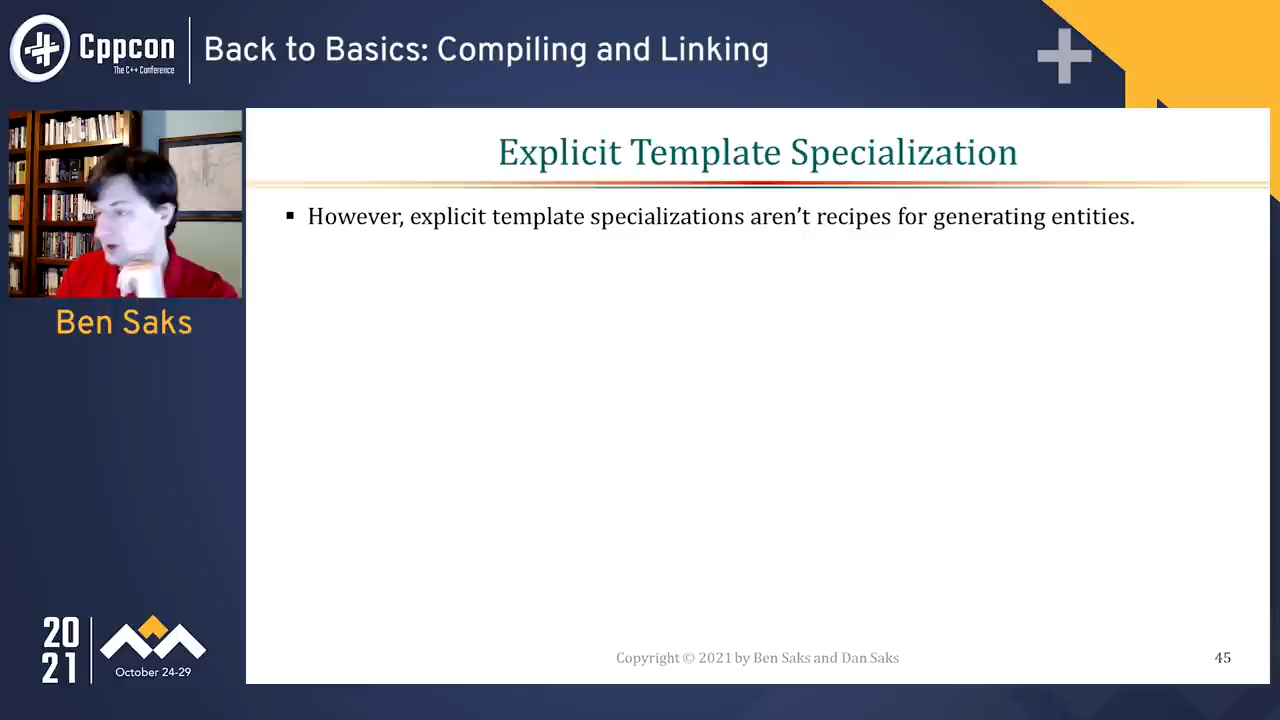 Cppcon
The C++ Conference
Back to Basics: Compiling and Linking
Ben Saks
Explicit Template Specialization
▪ However, explicit template specializations aren’t recipes for generating entities.
20
21
October 24-29
Copyright © 2021 by Ben Saks and Dan Saks
45